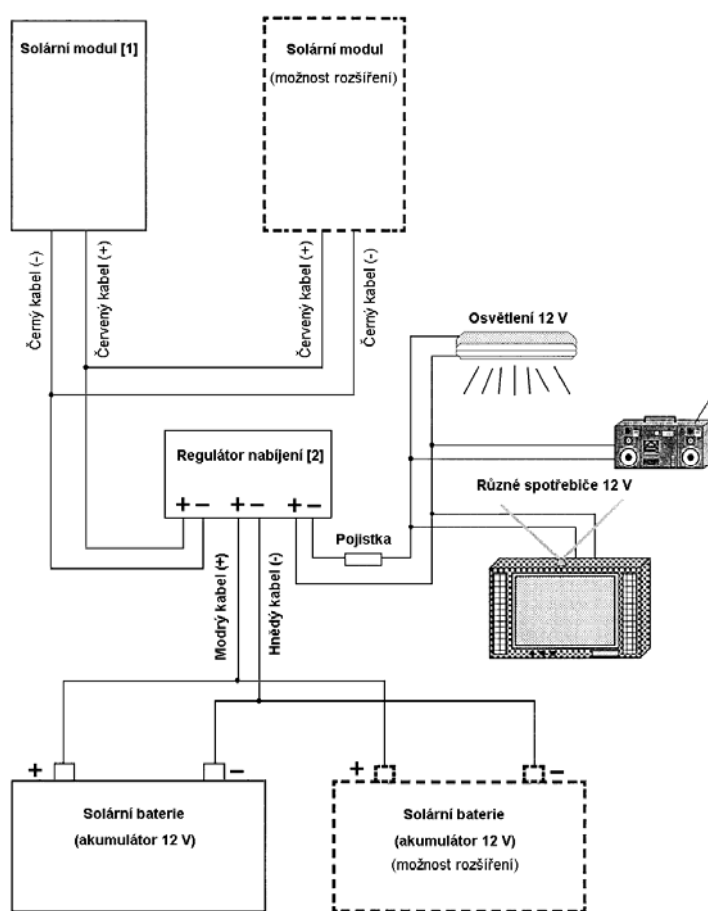 Solární modul [1]
Solární modul
(možnost rozšíření)
Černý kabel (-)
Červený kabel (+)
Červený kabel (+)
Černý kabel (-)
Osvětlení 12 V
Regulátor nabíjení [2]
+ − + − + −
Různé spotřebiče 12 V
Pojistka
Modrý kabel (+)
Hnědý kabel (-)
+ −
+ −
Solární baterie
(akumulátor 12 V)
Solární baterie
(akumulátor 12 V)
(možnost rozšíření)